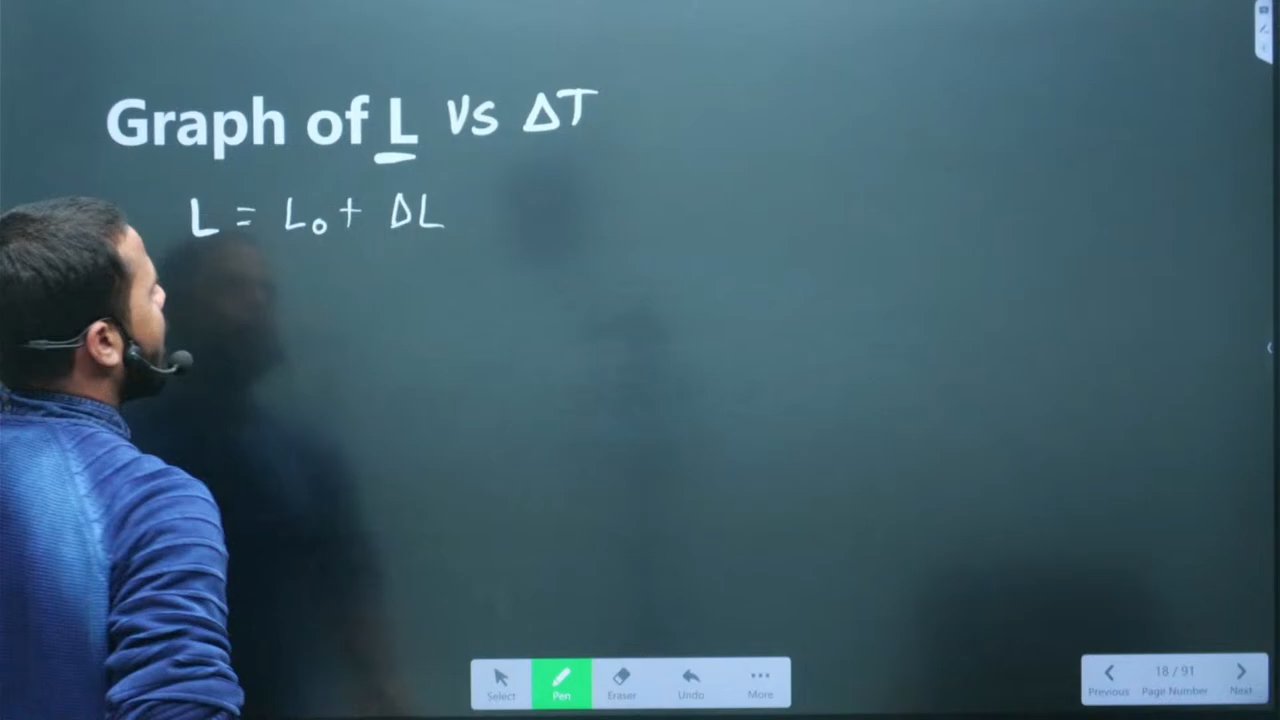 Graph of L vs ΔT
L = L₀ + ΔL
Select Pen Eraser Undo More
18 / 91
Previous Page Number Next